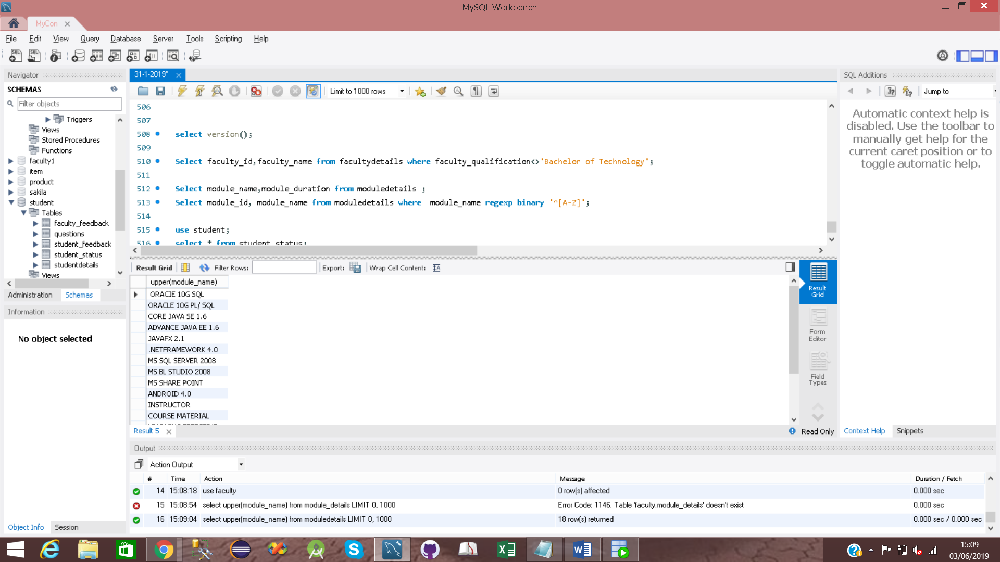 MySQL Workbench
MyCon
File Edit View Query Database Server Tools Scripting Help
Navigator
SCHEMAS
Filter objects
Triggers
Views
Stored Procedures
Functions
faculty1
item
product
sakila
student
Tables
faculty_feedback
questions
student_feedback
student_status
studentdetails
Views
Administration Schemas
Information
No object selected
Object Info Session
31-1-2019*
Limit to 1000 rows
506
507
508 select version();
509
510 Select faculty_id,faculty_name from facultydetails where faculty_qualification<>'Bachelor of Technology';
511
512 Select module_name,module_duration from moduledetails ;
513 Select module_id, module_name from moduledetails where module_name regexp binary '^[A-Z]';
514
515 use student;
516 select * from student_status;
Result Grid Filter Rows: Export: Wrap Cell Content:
upper(module_name)
ORACIE 10G SQL
ORACLE 10G PL/ SQL
CORE JAVA SE 1.6
ADVANCE JAVA EE 1.6
JAVAFX 2.1
.NETFRAMEWORK 4.0
MS SQL SERVER 2008
MS BL STUDIO 2008
MS SHARE POINT
ANDROID 4.0
INSTRUCTOR
COURSE MATERIAL
Result Grid
Form Editor
Field Types
Result 5
Read Only
SQL Additions
Jump to
Automatic context help is
disabled. Use the toolbar to
manually get help for the
current caret position or to
toggle automatic help.
Context Help Snippets
Output
Action Output
# Time Action Message Duration / Fetch
14 15:08:18 use faculty 0 row(s) affected 0.000 sec
15 15:08:54 select upper(module_name) from module_details LIMIT 0, 1000 Error Code: 1146. Table 'faculty.module_details' doesn't exist 0.000 sec
16 15:09:04 select upper(module_name) from moduledetails LIMIT 0, 1000 18 row(s) returned 0.000 sec / 0.000 sec
15:09
03/06/2019